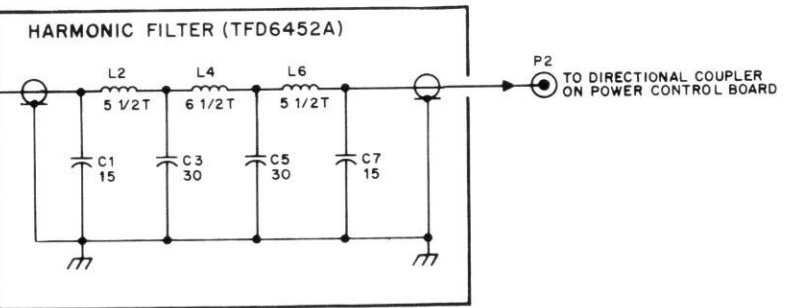 HARMONIC FILTER (TFD6452A)
L2
5 1/2T
L4
6 1/2T
L6
5 1/2T
P2
TO DIRECTIONAL COUPLER
ON POWER CONTROL BOARD
C1
15
C3
30
C5
30
C7
15